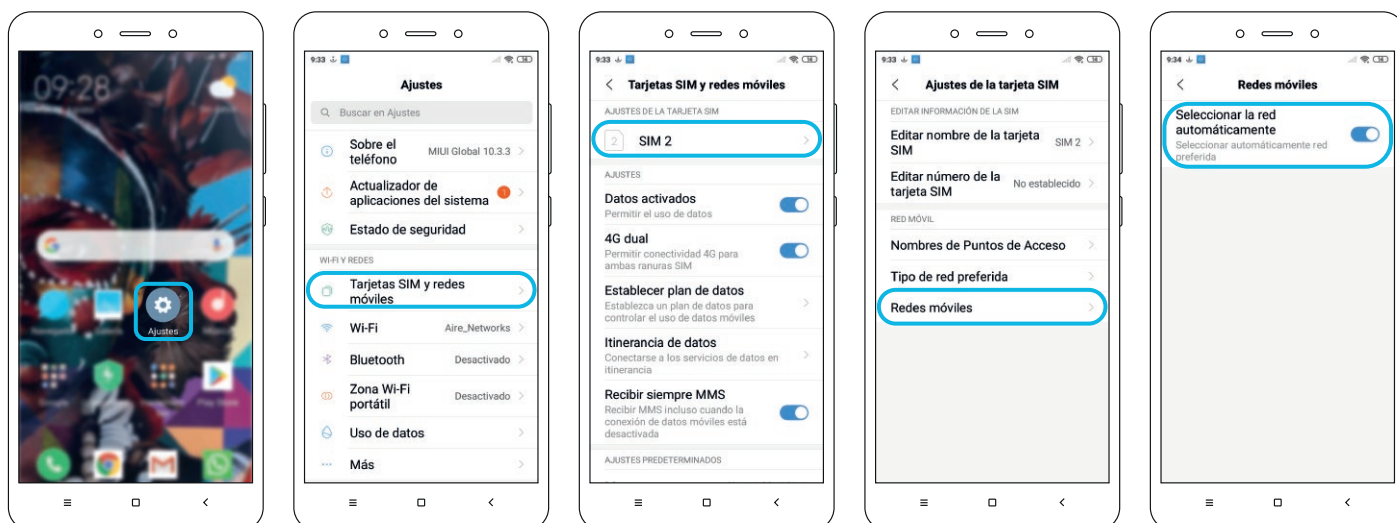 09:28
Ajustes
9:33
Ajustes
Buscar en Ajustes
Sobre el
teléfono
MIUI Global 10.3.3
Actualizador de
aplicaciones del sistema
1
Estado de seguridad
WI-FI Y REDES
Tarjetas SIM y redes
móviles
Wi-Fi
Aire_Networks
Bluetooth
Desactivado
Zona Wi-Fi
portátil
Desactivado
Uso de datos
Más
9:33
Tarjetas SIM y redes móviles
AJUSTES DE LA TARJETA SIM
2
SIM 2
AJUSTES
Datos activados
Permitir el uso de datos
4G dual
Permitir conectividad 4G para
ambas ranuras SIM
Establecer plan de datos
Establezca un plan de datos para
controlar el uso de datos móviles
Itinerancia de datos
Conectarse a los servicios de datos en
itinerancia
Recibir siempre MMS
Recibir MMS incluso cuando la
conexión de datos móviles está
desactivada
AJUSTES PREDETERMINADOS
9:33
Ajustes de la tarjeta SIM
EDITAR INFORMACIÓN DE LA SIM
Editar nombre de la tarjeta
SIM
SIM 2
Editar número de la
tarjeta SIM
No establecido
RED MÓVIL
Nombres de Puntos de Acceso
Tipo de red preferida
Redes móviles
9:34
Redes móviles
Seleccionar la red
automáticamente
Seleccionar automáticamente red
preferida